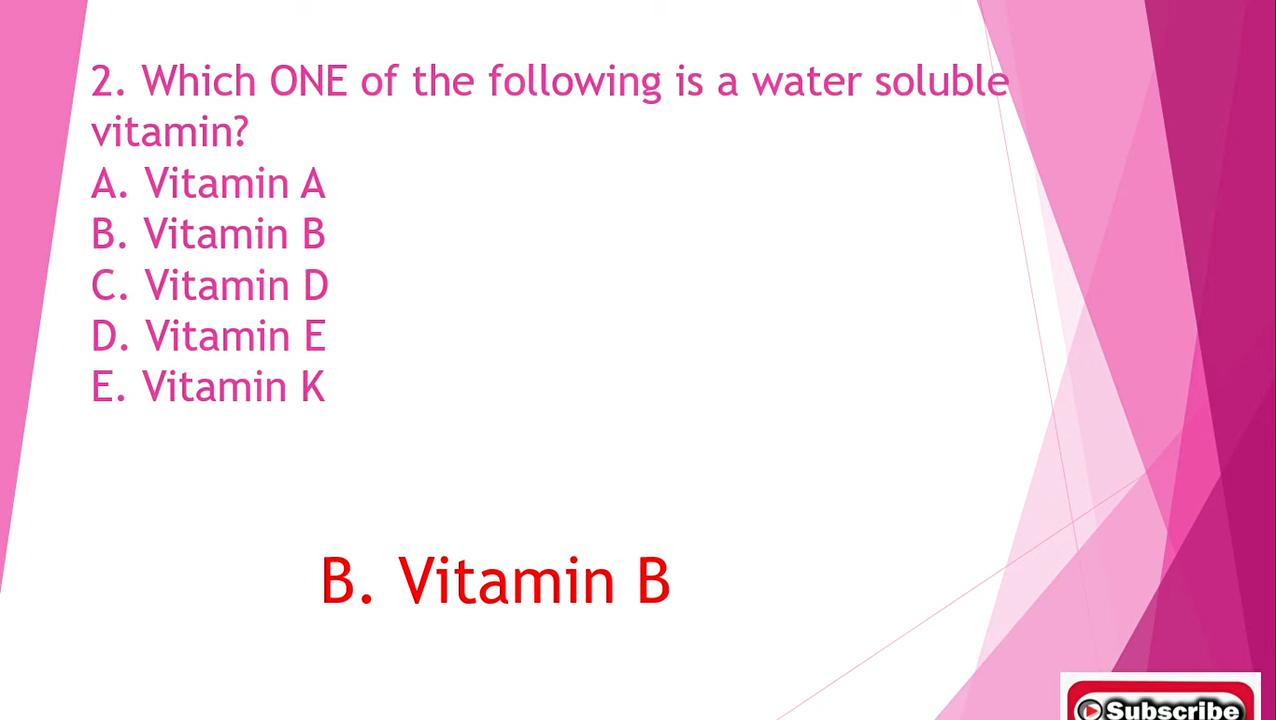 2. Which ONE of the following is a water soluble
vitamin?
A. Vitamin A
B. Vitamin B
C. Vitamin D
D. Vitamin E
E. Vitamin K
B. Vitamin B
Subscribe